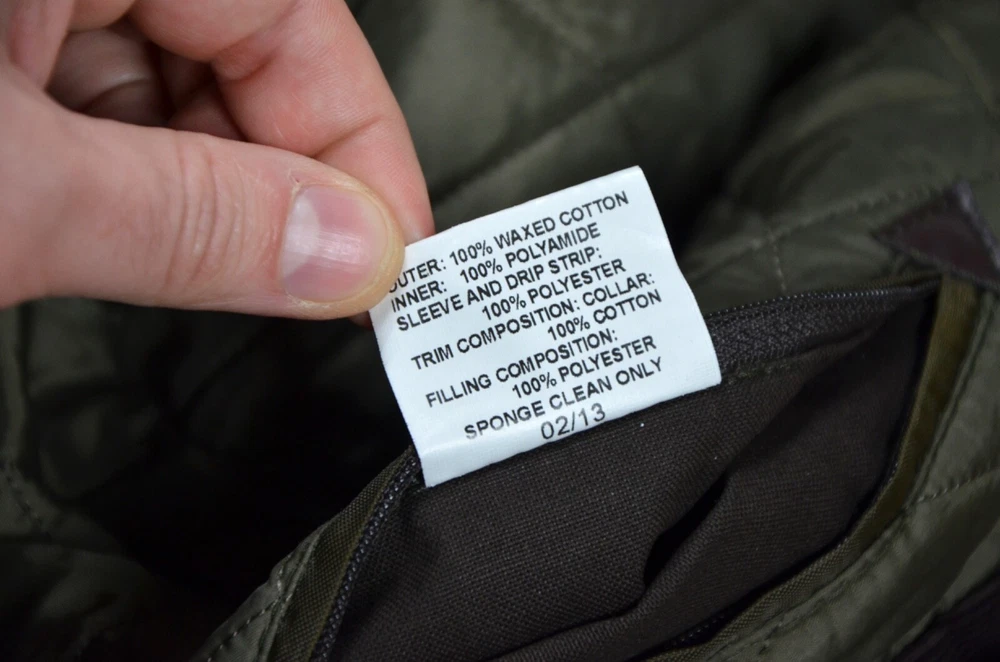 OUTER: 100% WAXED COTTON
INNER: 100% POLYAMIDE
SLEEVE AND DRIP STRIP:
100% POLYESTER
TRIM COMPOSITION: COLLAR:
100% COTTON
FILLING COMPOSITION:
100% POLYESTER
SPONGE CLEAN ONLY
02/13